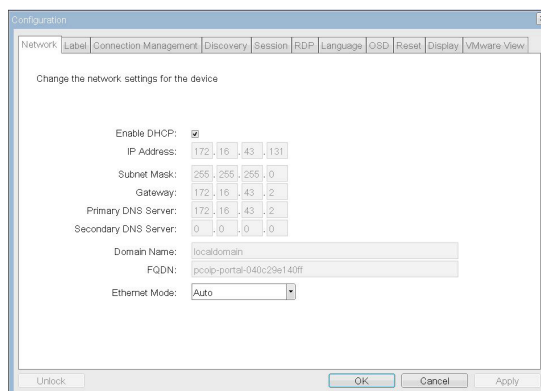 Configuration
Network Label Connection Management Discovery Session RDP Language OSD Reset Display VMware View
Change the network settings for the device
Enable DHCP:
IP Address: 172 . 16 . 43 . 131
Subnet Mask: 255 . 255 . 255 . 0
Gateway: 172 . 16 . 43 . 2
Primary DNS Server: 172 . 16 . 43 . 2
Secondary DNS Server: 0 . 0 . 0 . 0
Domain Name: localdomain
FQDN: pcoip-portal-040c29e140ff
Ethernet Mode: Auto
Unlock OK Cancel Apply